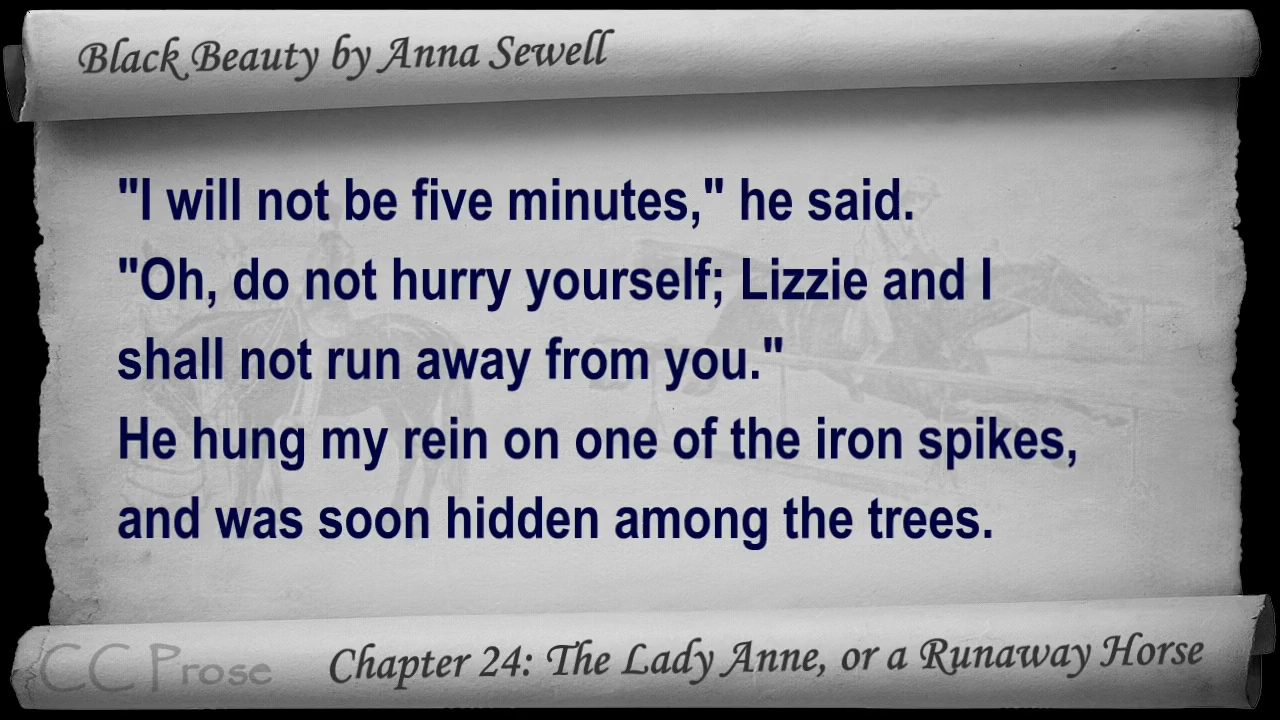 Black Beauty by Anna Sewell
"I will not be five minutes," he said.
"Oh, do not hurry yourself; Lizzie and I
shall not run away from you."
He hung my rein on one of the iron spikes,
and was soon hidden among the trees.
CC Prose
Chapter 24: The Lady Anne, or a Runaway Horse